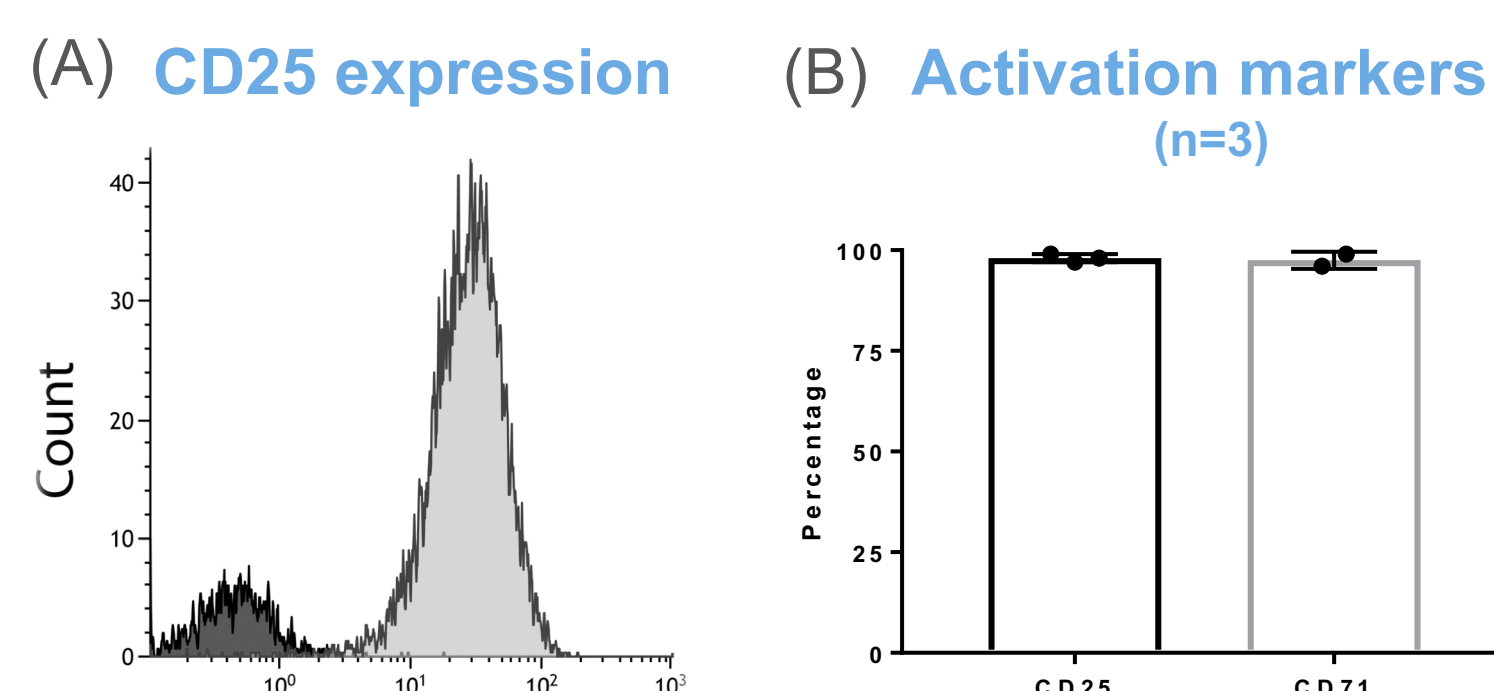 (A) CD25 expression
(B) Activation markers
(n=3)
Count
40
30
20
10
0
10⁰ 10¹ 10² 10³
Percentage
100
75
50
25
0
CD25 CD71